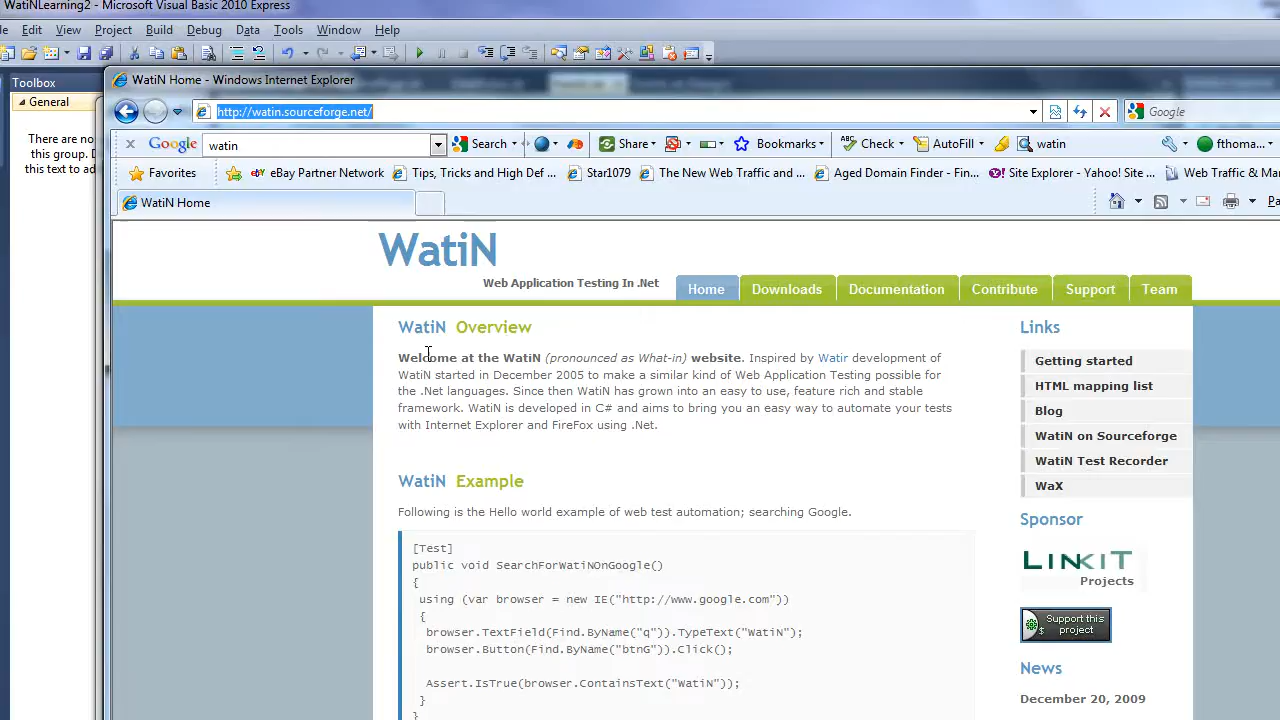 WatiNLearning2 - Microsoft Visual Basic 2010 Express
le Edit View Project Build Debug Data Tools Window Help
Toolbox
General
There are no
this group. D
this text to ad
WatiN Home - Windows Internet Explorer
http://watin.sourceforge.net/
Google
Google watin Search Share Bookmarks Check AutoFill watin fthoma...
Favorites eBay Partner Network Tips, Tricks and High Def ... Star1079 The New Web Traffic and ... Aged Domain Finder - Fin... Site Explorer - Yahoo! Site ... Web Traffic & Mar
WatiN Home
Pa
WatiN
Web Application Testing In .Net
Home Downloads Documentation Contribute Support Team
WatiN Overview
Welcome at the WatiN (pronounced as What-in) website. Inspired by Watir development of
WatiN started in December 2005 to make a similar kind of Web Application Testing possible for
the .Net languages. Since then WatiN has grown into an easy to use, feature rich and stable
framework. WatiN is developed in C# and aims to bring you an easy way to automate your tests
with Internet Explorer and FireFox using .Net.
WatiN Example
Following is the Hello world example of web test automation; searching Google.
[Test]
public void SearchForWatiNOnGoogle()
{
using (var browser = new IE("http://www.google.com"))
{
browser.TextField(Find.ByName("q")).TypeText("WatiN");
browser.Button(Find.ByName("btnG")).Click();
Assert.IsTrue(browser.ContainsText("WatiN"));
}
}
Links
Getting started
HTML mapping list
Blog
WatiN on Sourceforge
WatiN Test Recorder
WaX
Sponsor
LINKIT
Projects
Support this
project
News
December 20, 2009